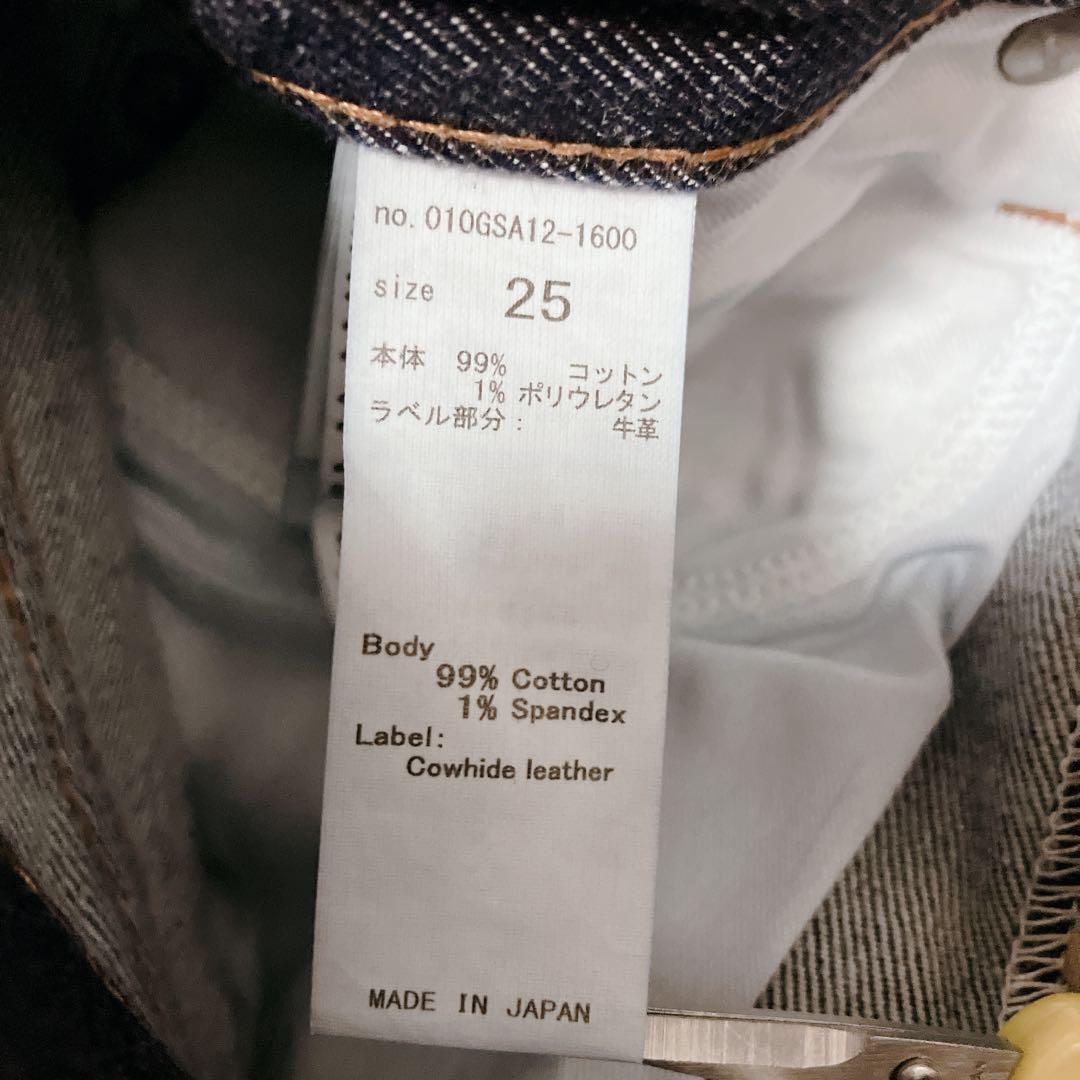 no. 010GSA12-1600
size 25
本体 99% コットン
1% ポリウレタン
ラベル部分: 牛革
Body
99% Cotton
1% Spandex
Label:
Cowhide leather
MADE IN JAPAN